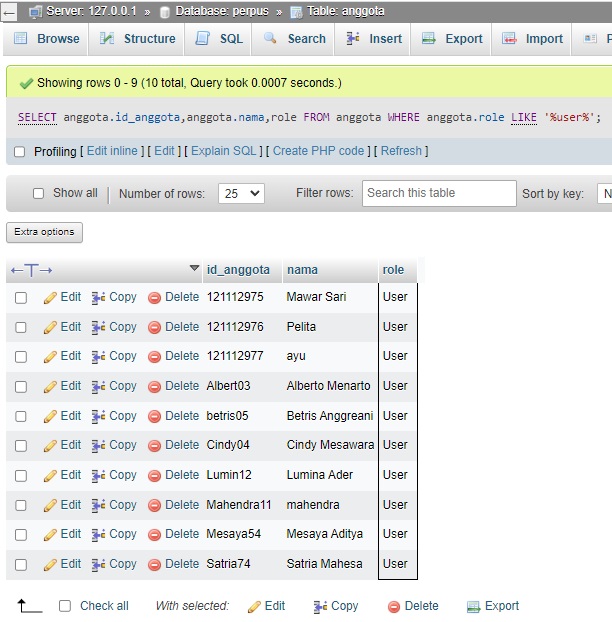 Server: 127.0.0.1 » Database: perpus » Table: anggota
Browse Structure SQL Search Insert Export Import
Showing rows 0 - 9 (10 total, Query took 0.0007 seconds.)
SELECT anggota.id_anggota,anggota.nama,role FROM anggota WHERE anggota.role LIKE '%user%';
Profiling [ Edit inline ] [ Edit ] [ Explain SQL ] [ Create PHP code ] [ Refresh ]
Show all Number of rows: 25 Filter rows: Search this table Sort by key: N
Extra options
←T→ id_anggota nama role
Edit Copy Delete 121112975 Mawar Sari User
Edit Copy Delete 121112976 Pelita User
Edit Copy Delete 121112977 ayu User
Edit Copy Delete Albert03 Alberto Menarto User
Edit Copy Delete betris05 Betris Anggreani User
Edit Copy Delete Cindy04 Cindy Mesawara User
Edit Copy Delete Lumin12 Lumina Ader User
Edit Copy Delete Mahendra11 mahendra User
Edit Copy Delete Mesaya54 Mesaya Aditya User
Edit Copy Delete Satria74 Satria Mahesa User
Check all With selected: Edit Copy Delete Export